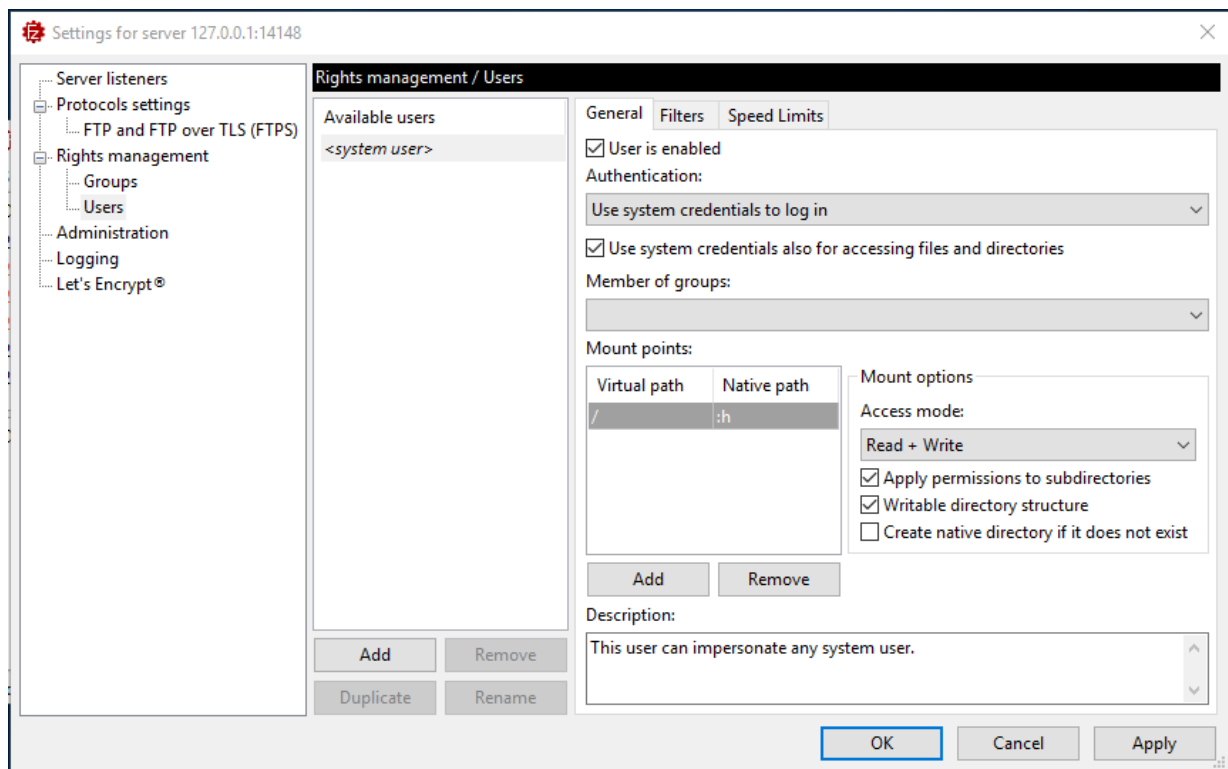 Settings for server 127.0.0.1:14148
Server listeners
Protocols settings
FTP and FTP over TLS (FTPS)
Rights management
Groups
Users
Administration
Logging
Let's Encrypt®
Rights management / Users
Available users
<system user>
Add
Remove
Duplicate
Rename
General
Filters
Speed Limits
User is enabled
Authentication:
Use system credentials to log in
Use system credentials also for accessing files and directories
Member of groups:
Mount points:
Virtual path
Native path
/
:h
Add
Remove
Mount options
Access mode:
Read + Write
Apply permissions to subdirectories
Writable directory structure
Create native directory if it does not exist
Description:
This user can impersonate any system user.
OK
Cancel
Apply